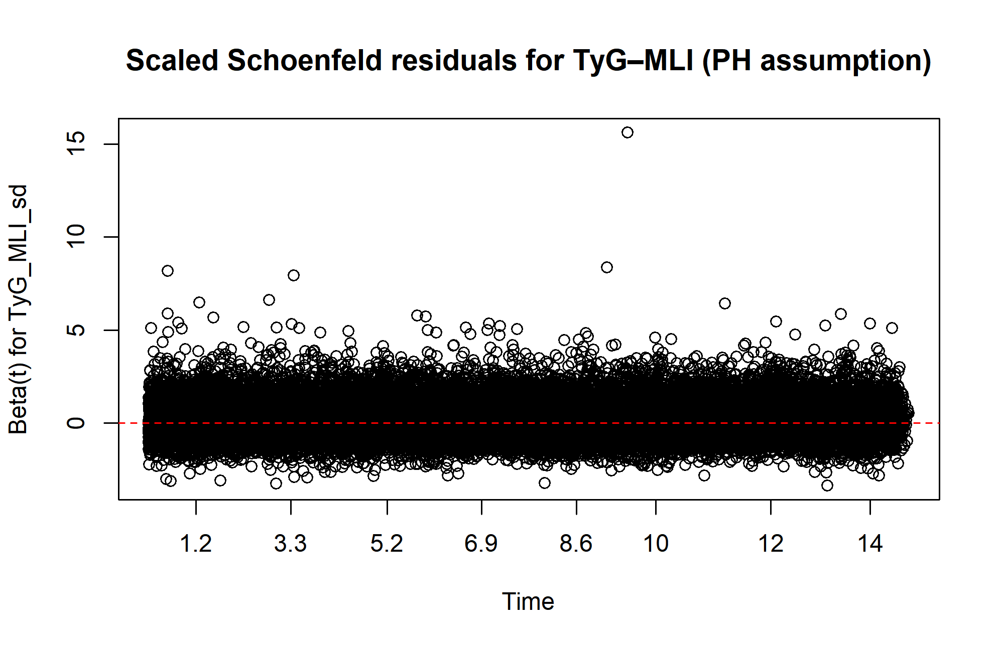 Scaled Schoenfeld residuals for TyG–MLI (PH assumption)
Beta(t) for TyG_MLI_sd
15
10
5
0
1.2 3.3 5.2 6.9 8.6 10 12 14
Time